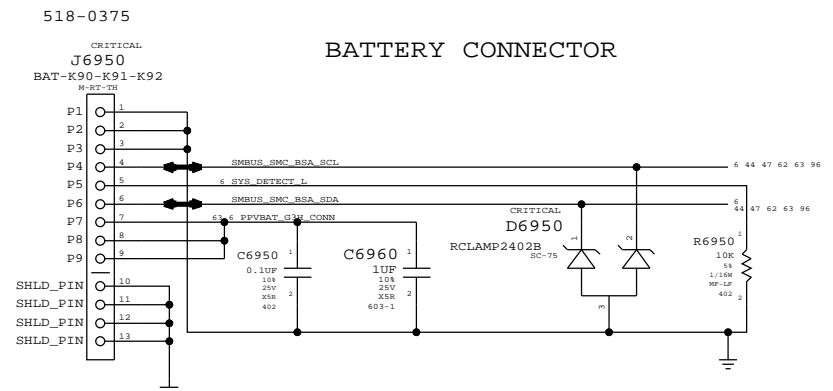 518-0375
CRITICAL
J6950
BAT-K90-K91-K92
M-RT-TH
BATTERY CONNECTOR
P1 1
P2 2
P3 3
P4 4 SMBUS_SMC_BSA_SCL 6 44 47 62 63 96
P5 5 6 SYS_DETECT_L
P6 6 SMBUS_SMC_BSA_SDA 6
44 47 62 63 96
P7 7 63 6 PPVBAT_G3H_CONN
P8 8
P9 9
SHLD_PIN 10
SHLD_PIN 11
SHLD_PIN 12
SHLD_PIN 13
C6950 1
0.1UF
10%
25V
X5R 2
402
C6960 1
1UF
10%
25V
X5R 2
603-1
CRITICAL
D6950
RCLAMP2402B
SC-75
1
2
3
R6950 1
10K
5%
1/16W
MF-LF
402 2